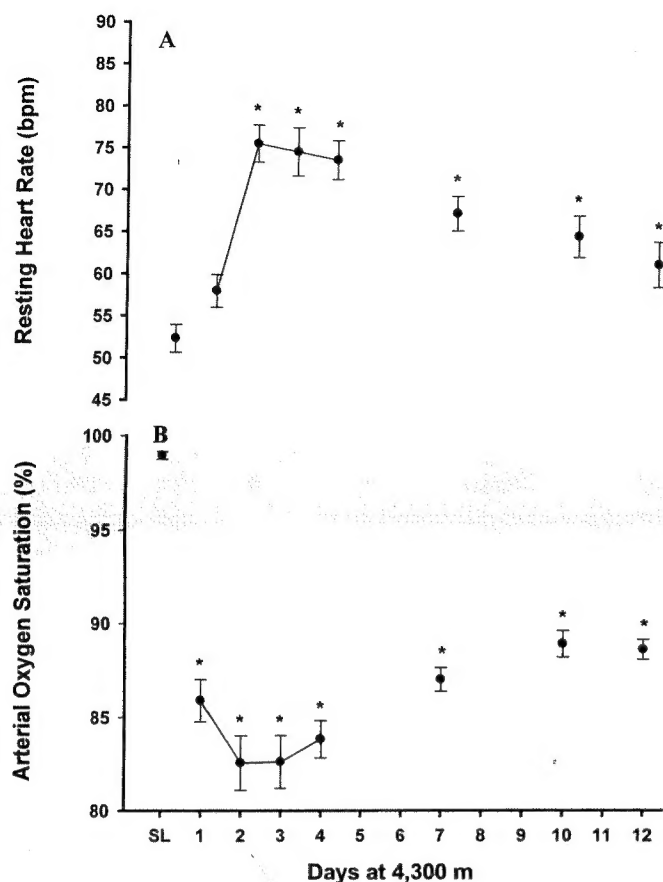 A
Resting Heart Rate (bpm)
90
85
80
75
70
65
60
55
50
45
* * * * * *
B
Arterial Oxygen Saturation (%)
100
95
90
85
80
* * * * * * *
SL 1 2 3 4 5 6 7 8 9 10 11 12
Days at 4,300 m